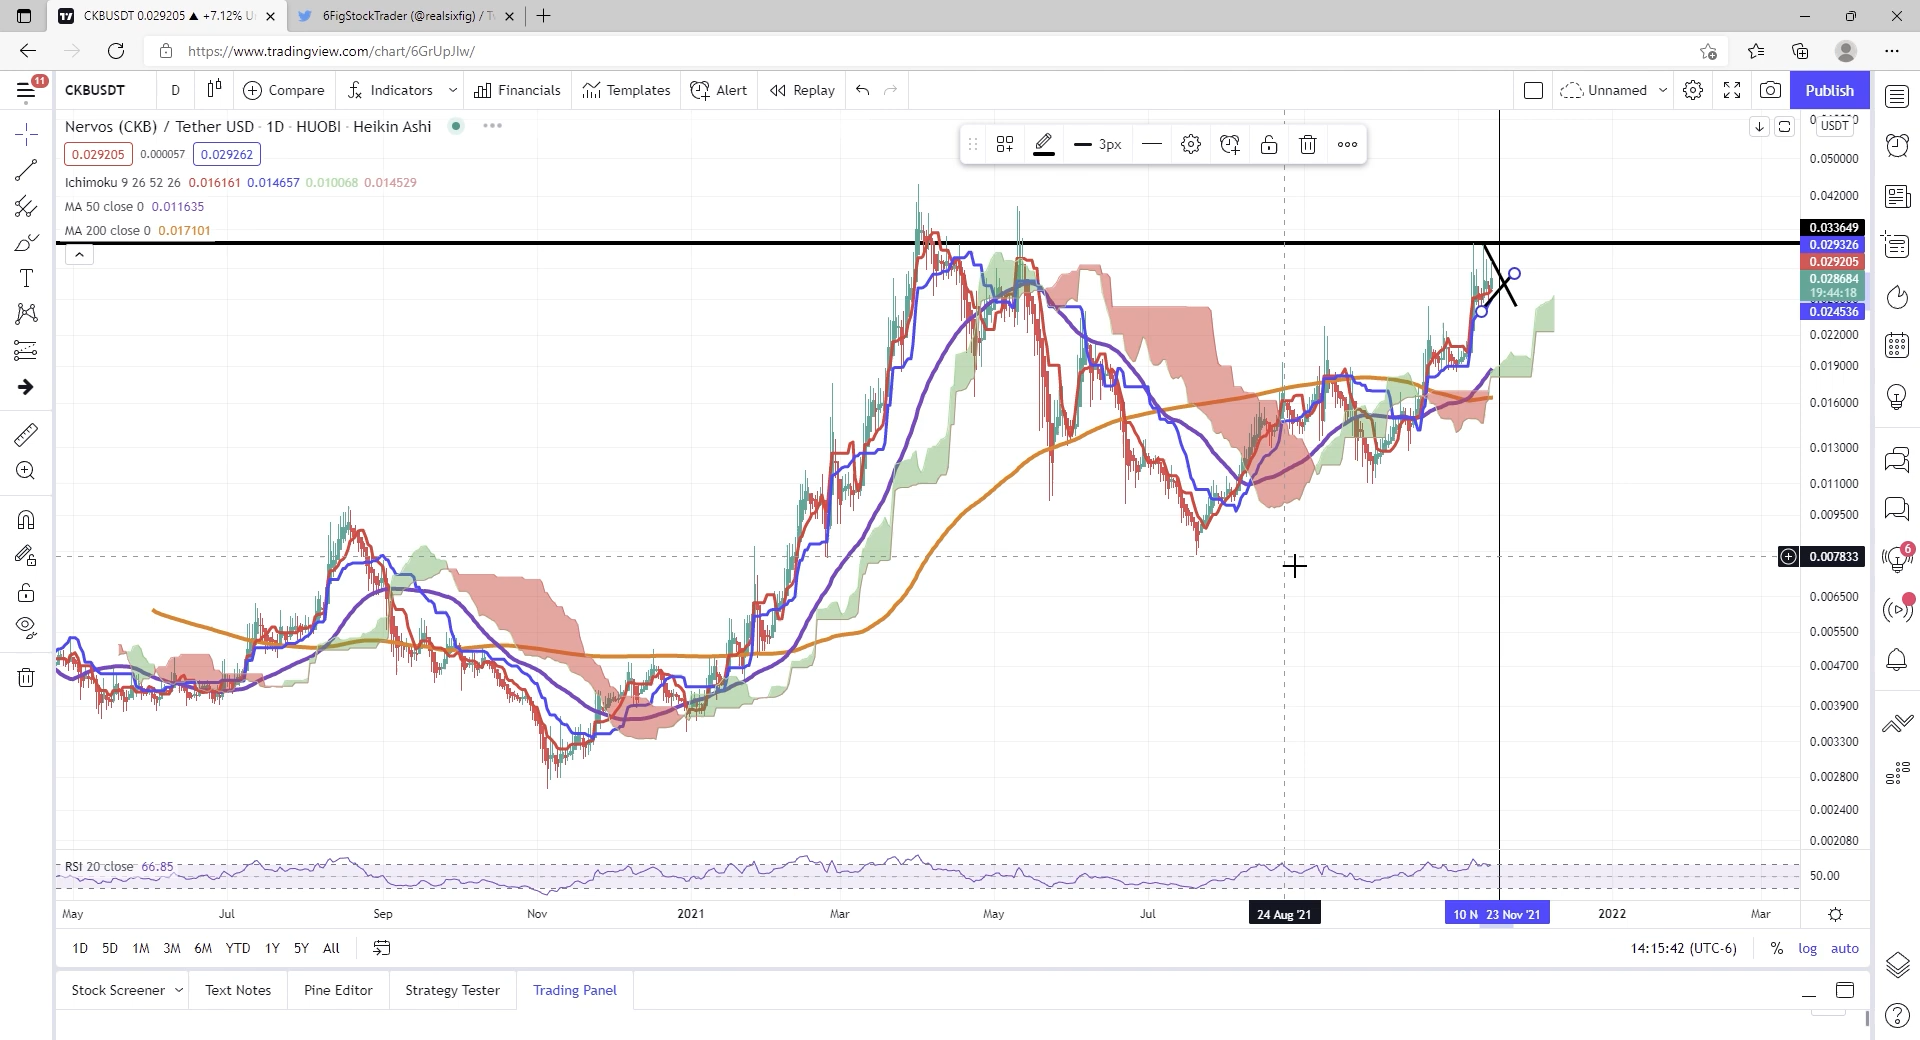 CKBUSDT 0.029205 ▲ +7.12% U
6FigStockTrader (@realsixfig) / Tw
https://www.tradingview.com/chart/6GrUpJIw/
11
CKBUSDT
D
Compare
Indicators
Financials
Templates
Alert
Replay
Unnamed
Publish
Nervos (CKB) / Tether USD · 1D · HUOBI · Heikin Ashi
0.029205
0.000057
0.029262
Ichimoku 9 26 52 26 0.016161 0.014657 0.010068 0.014529
MA 50 close 0 0.011635
MA 200 close 0 0.017101
3px
USDT
0.050000
0.042000
0.033649
0.029326
0.029205
0.028684
19:44:18
0.024536
0.022000
0.019000
0.016000
0.013000
0.011000
0.009500
0.007833
0.006500
0.005500
0.004700
0.003900
0.003300
0.002800
0.002400
0.002080
6
RSI 20 close 66.85
50.00
May
Jul
Sep
Nov
2021
Mar
May
Jul
24 Aug '21
10 N
23 Nov '21
2022
Mar
1D 5D 1M 3M 6M YTD 1Y 5Y All
14:15:42 (UTC-6)
% log auto
Stock Screener
Text Notes
Pine Editor
Strategy Tester
Trading Panel